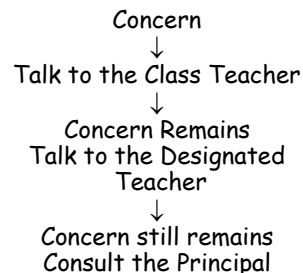 Concern
↓
Talk to the Class Teacher
↓
Concern Remains
Talk to the Designated
Teacher
↓
Concern still remains
Consult the Principal